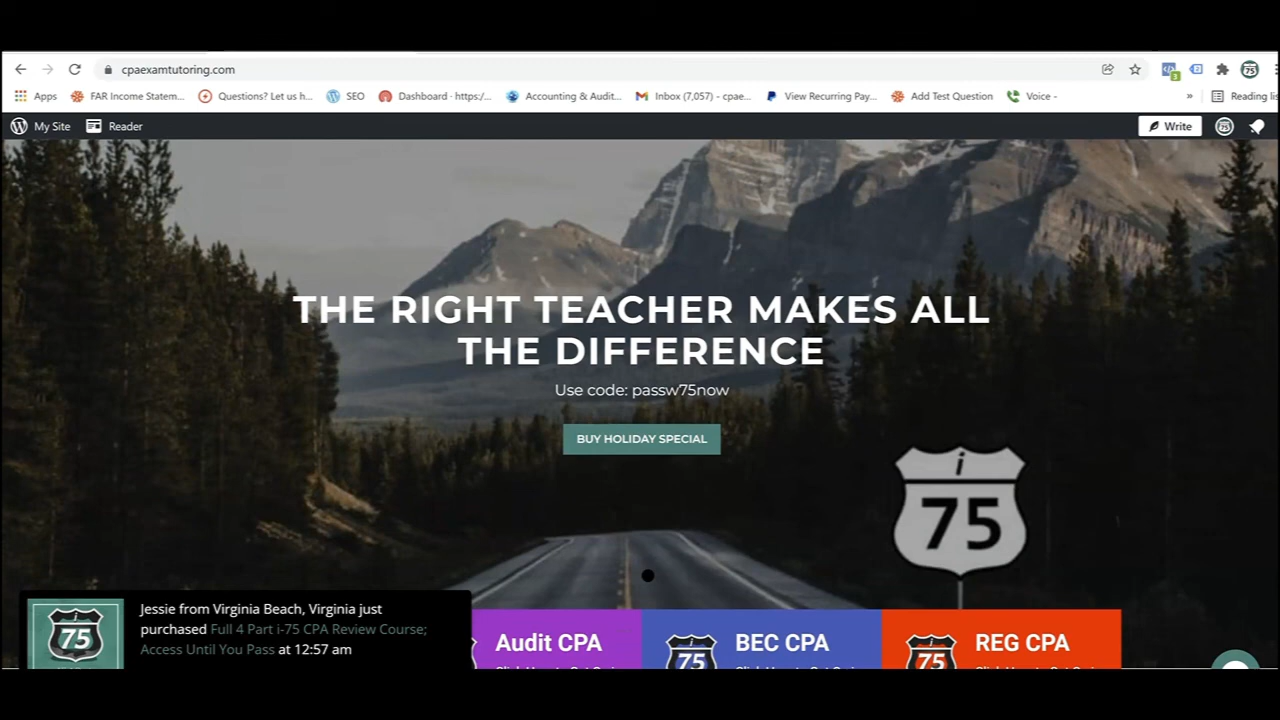 cpaexamtutoring.com
Apps FAR Income Statem... Questions? Let us h... SEO Dashboard · https:/... Accounting & Audit... Inbox (7,057) - cpae... View Recurring Pay... Add Test Question Voice - » Reading lis
My Site Reader Write
THE RIGHT TEACHER MAKES ALL
THE DIFFERENCE
Use code: passw75now
BUY HOLIDAY SPECIAL
i
75
Jessie from Virginia Beach, Virginia just
purchased Full 4 Part i-75 CPA Review Course;
Access Until You Pass at 12:57 am
i
75
Audit CPA
75
BEC CPA
75
REG CPA